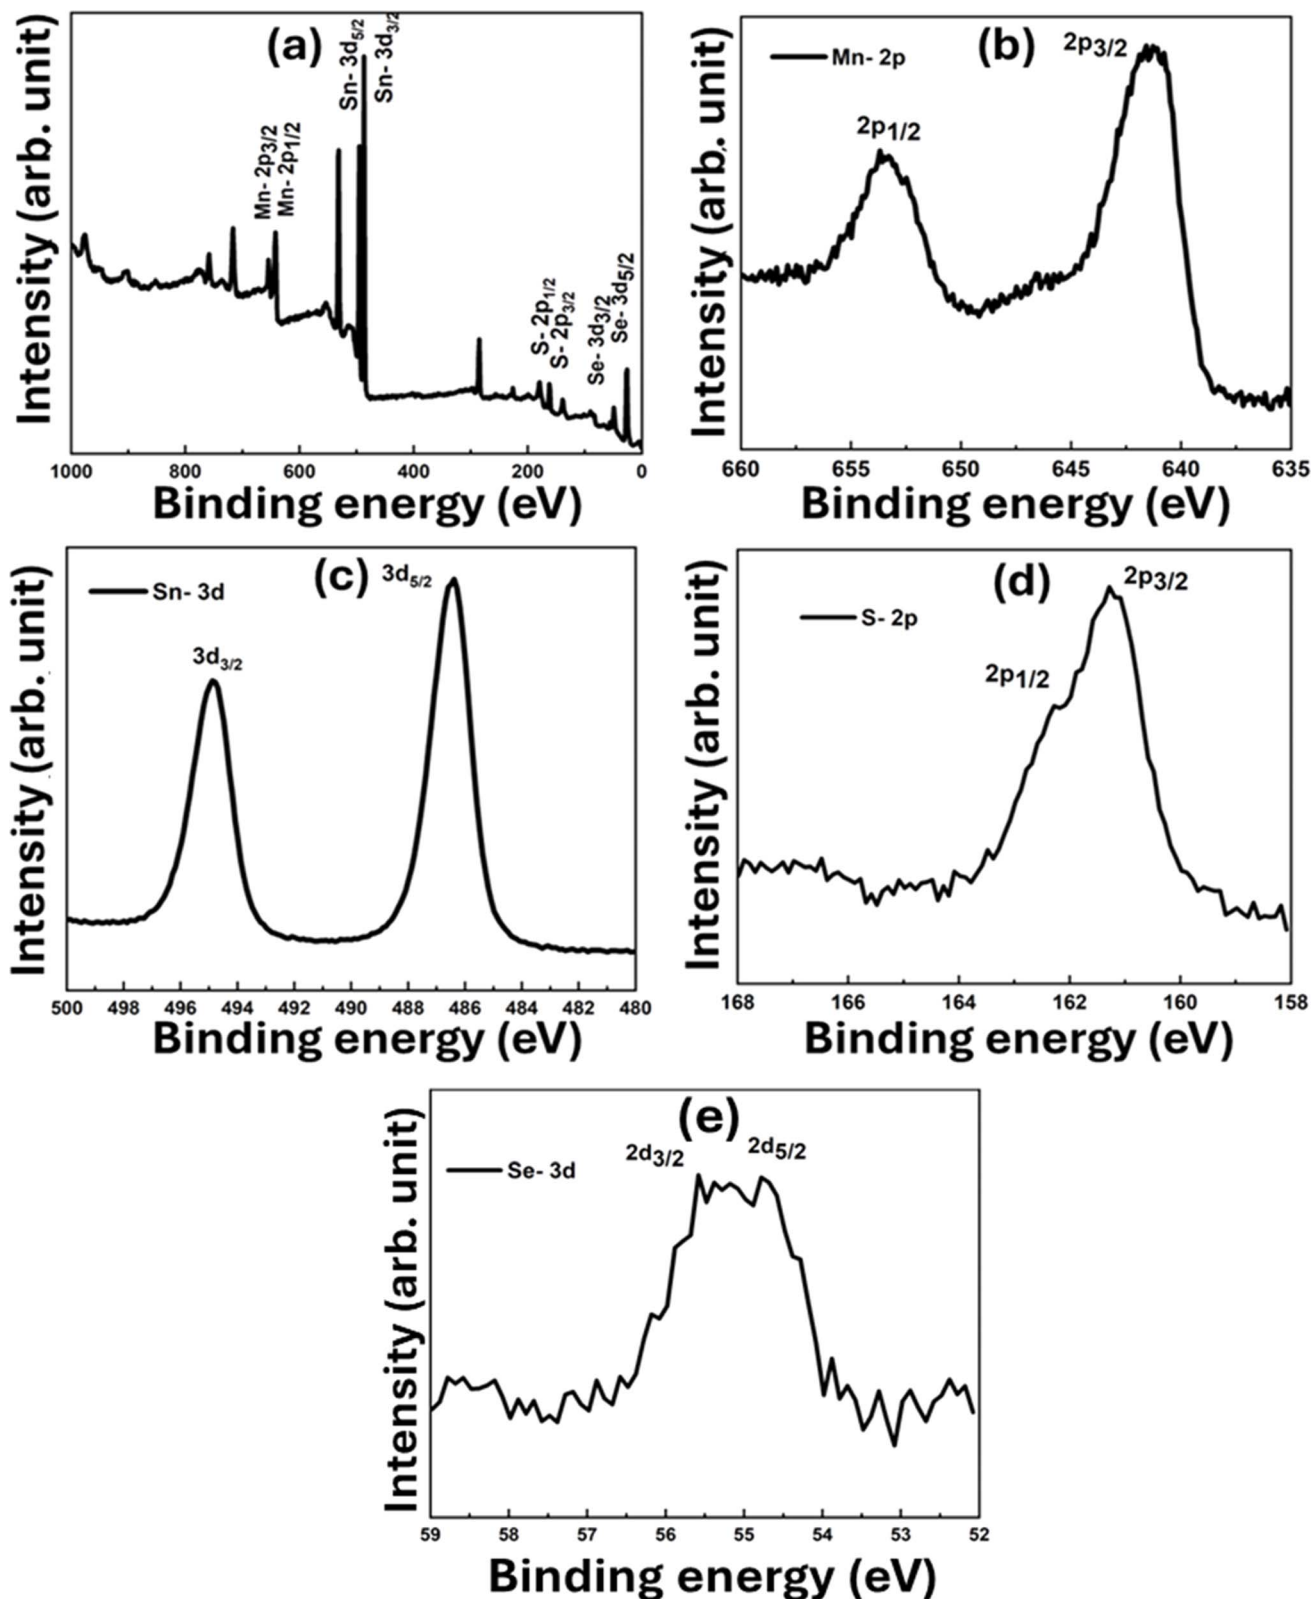 (a)
Intensity (arb. unit)
Mn- 2p3/2
Mn- 2p1/2
Sn- 3d5/2
Sn- 3d3/2
S- 2p1/2
S- 2p3/2
Se- 3d3/2
Se- 3d5/2
1000 800 600 400 200 0
Binding energy (eV)
(b)
Intensity (arb. unit)
Mn- 2p
2p1/2
2p3/2
660 655 650 645 640 635
Binding energy (eV)
(c)
Intensity (arb. unit)
Sn- 3d
3d3/2
3d5/2
500 498 496 494 492 490 488 486 484 482 480
Binding energy (eV)
(d)
Intensity (arb. unit)
S- 2p
2p1/2
2p3/2
168 166 164 162 160 158
Binding energy (eV)
(e)
Intensity (arb. unit)
Se- 3d
2d3/2
2d5/2
59 58 57 56 55 54 53 52
Binding energy (eV)